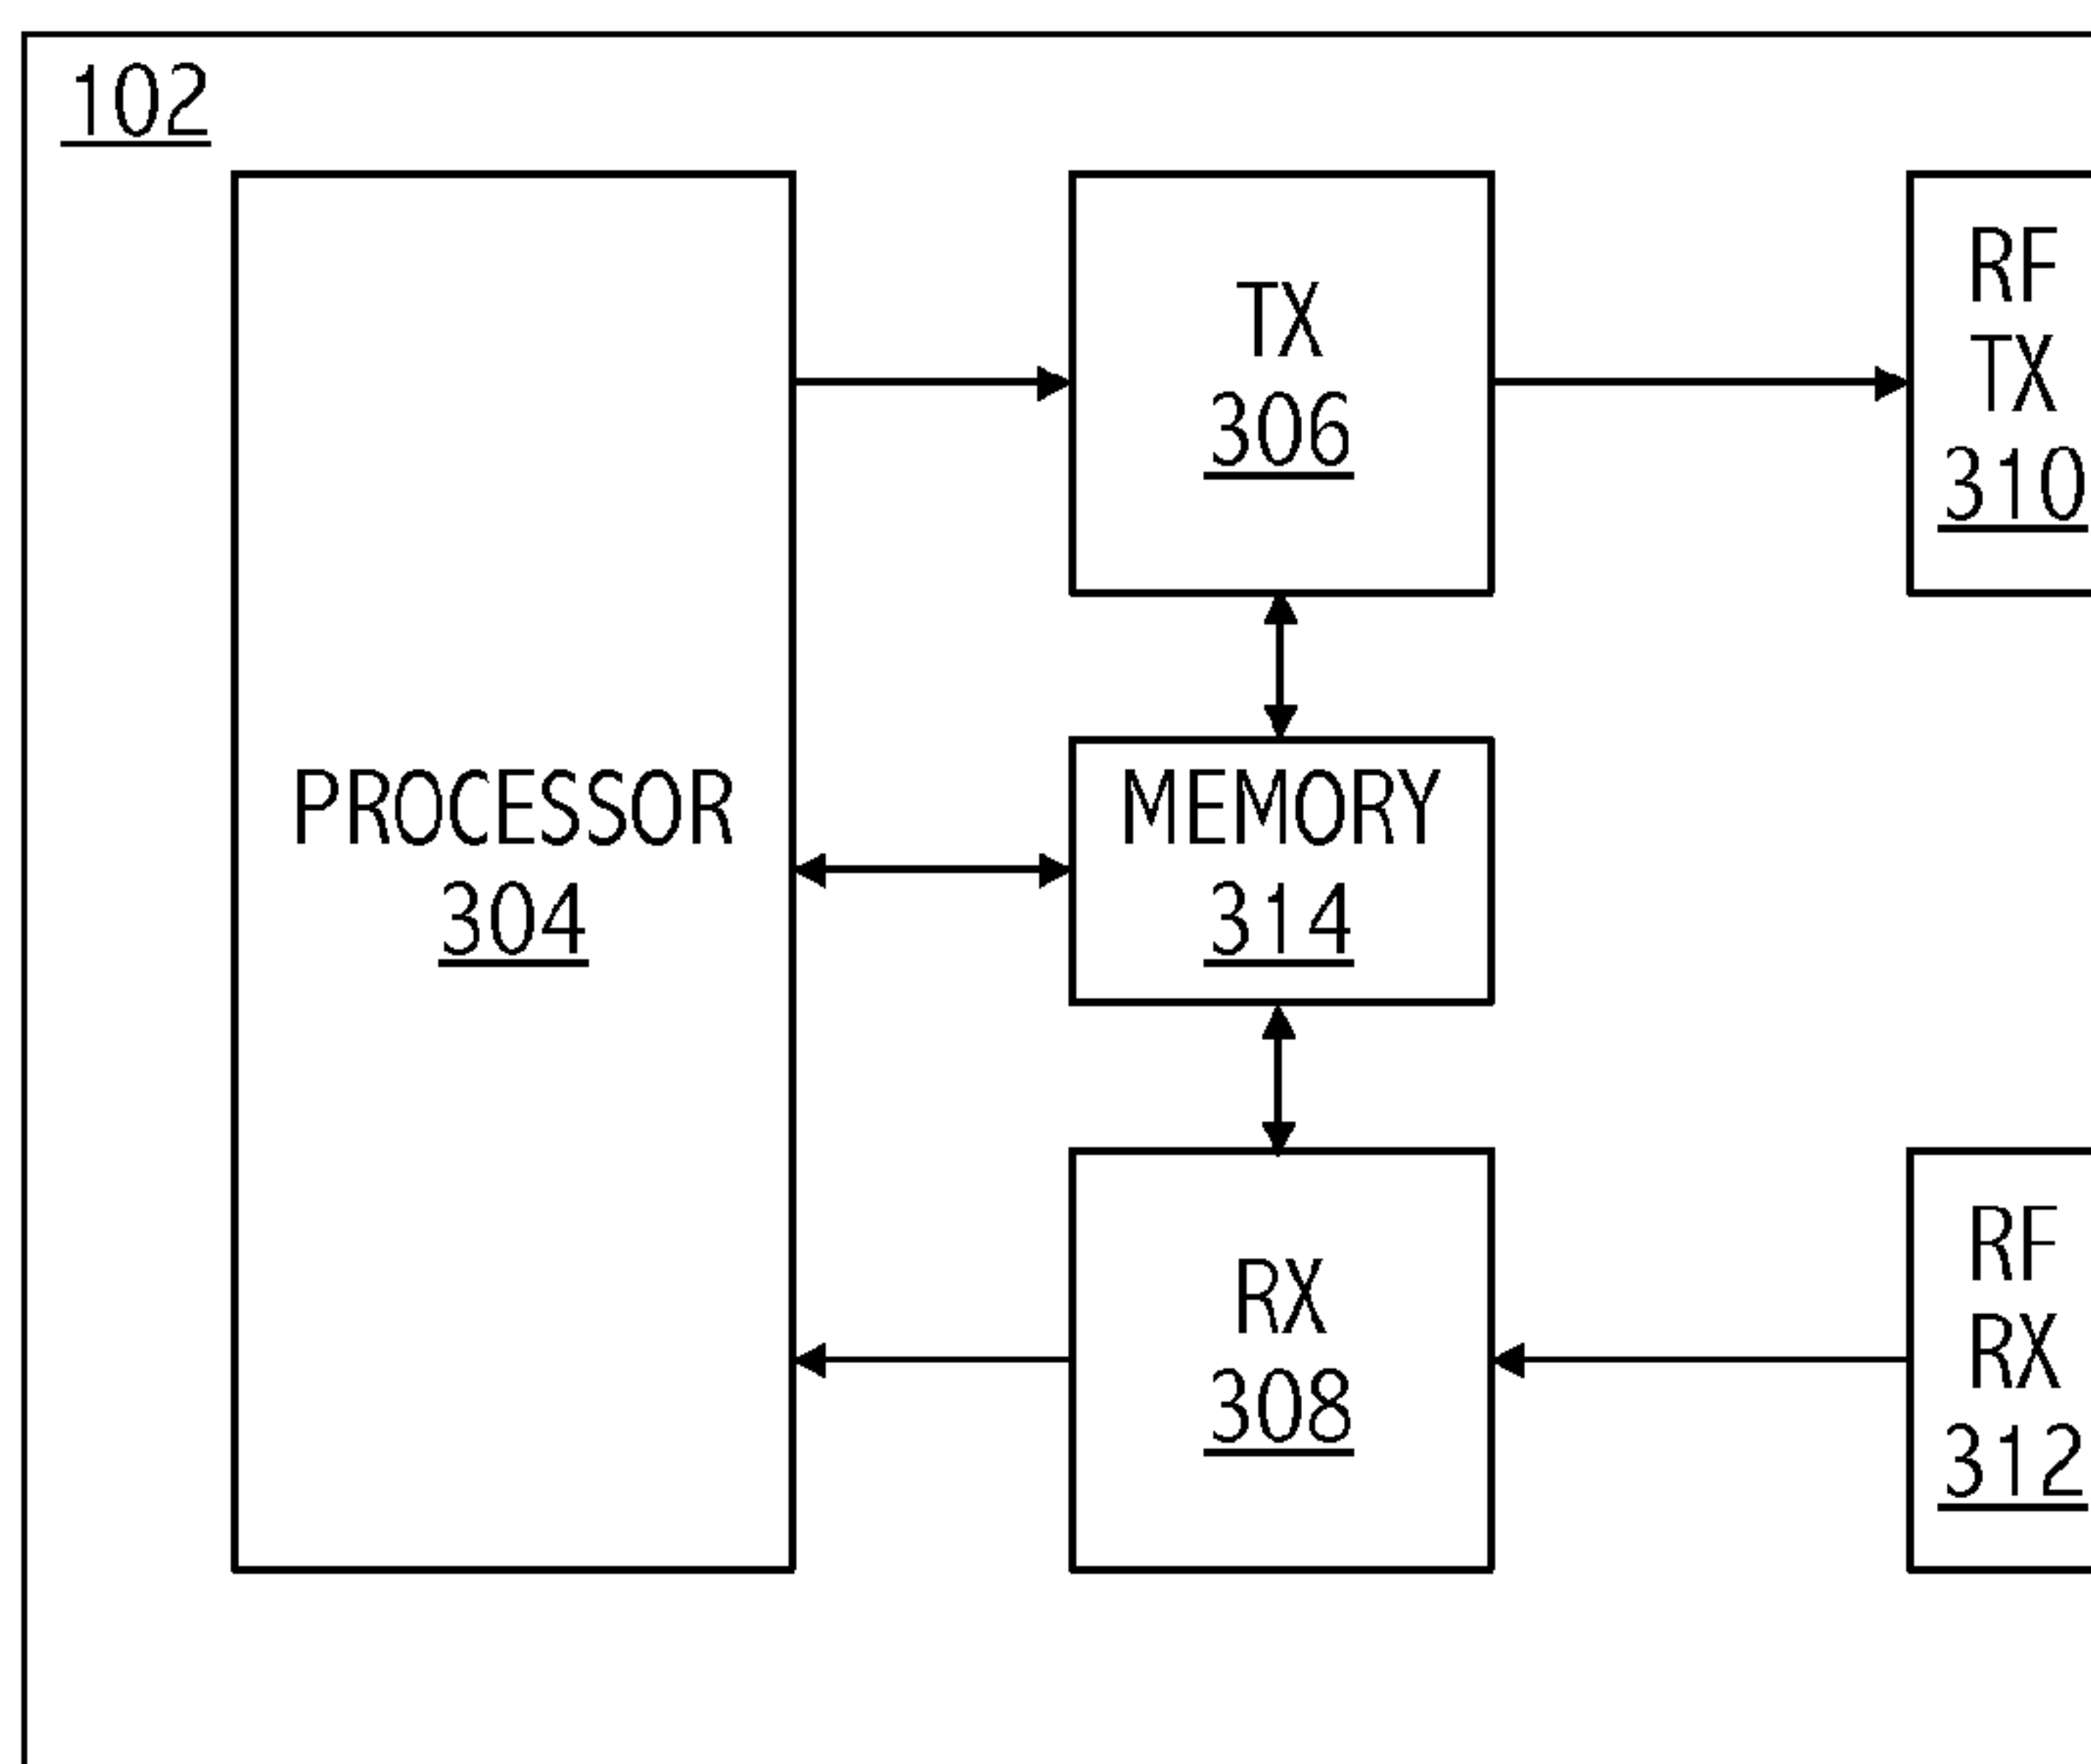 102
PROCESSOR
304
TX
306
MEMORY
314
RX
308
RF
TX
310
RF
RX
312